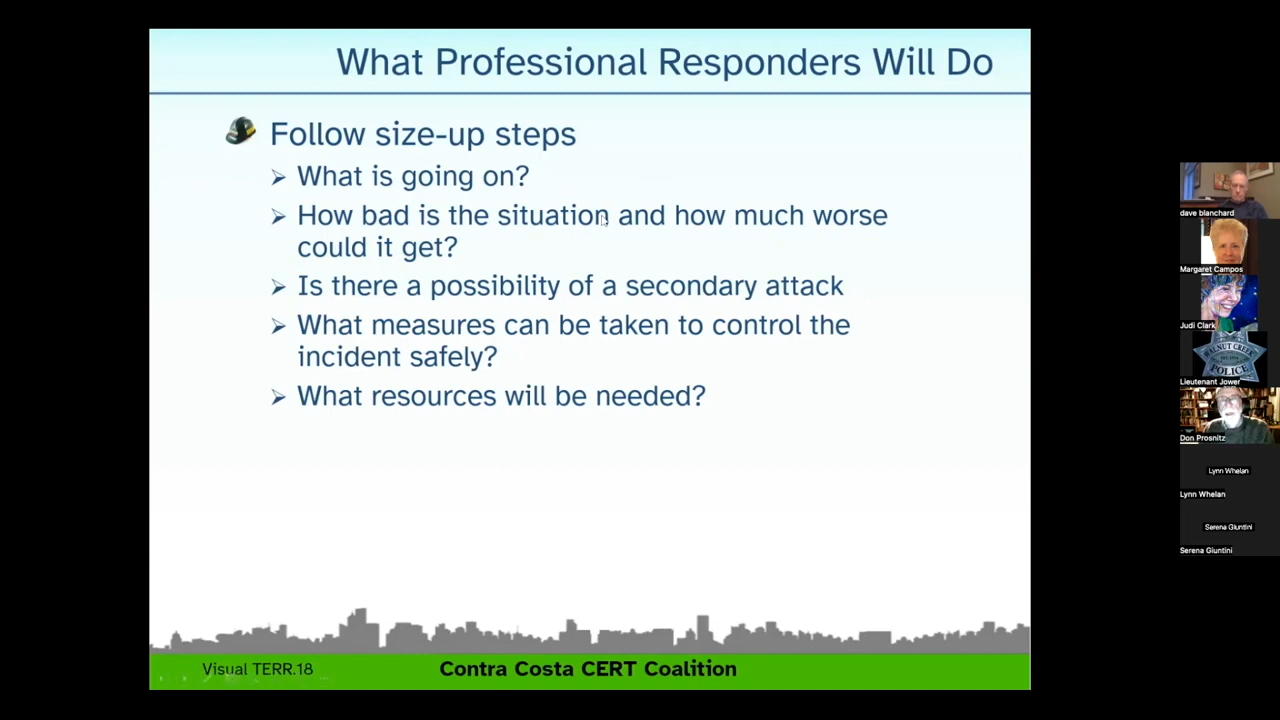 What Professional Responders Will Do
Follow size-up steps
What is going on?
How bad is the situation and how much worse
could it get?
Is there a possibility of a secondary attack
What measures can be taken to control the
incident safely?
What resources will be needed?
Visual TERR.18
Contra Costa CERT Coalition
dave blanchard
Margaret Campos
Judi Clark
WALNUT CREEK
POLICE
Lieutenant Jower
Don Prosnitz
Lynn Whelan
Lynn Whelan
Serena Giuntini
Serena Giuntini